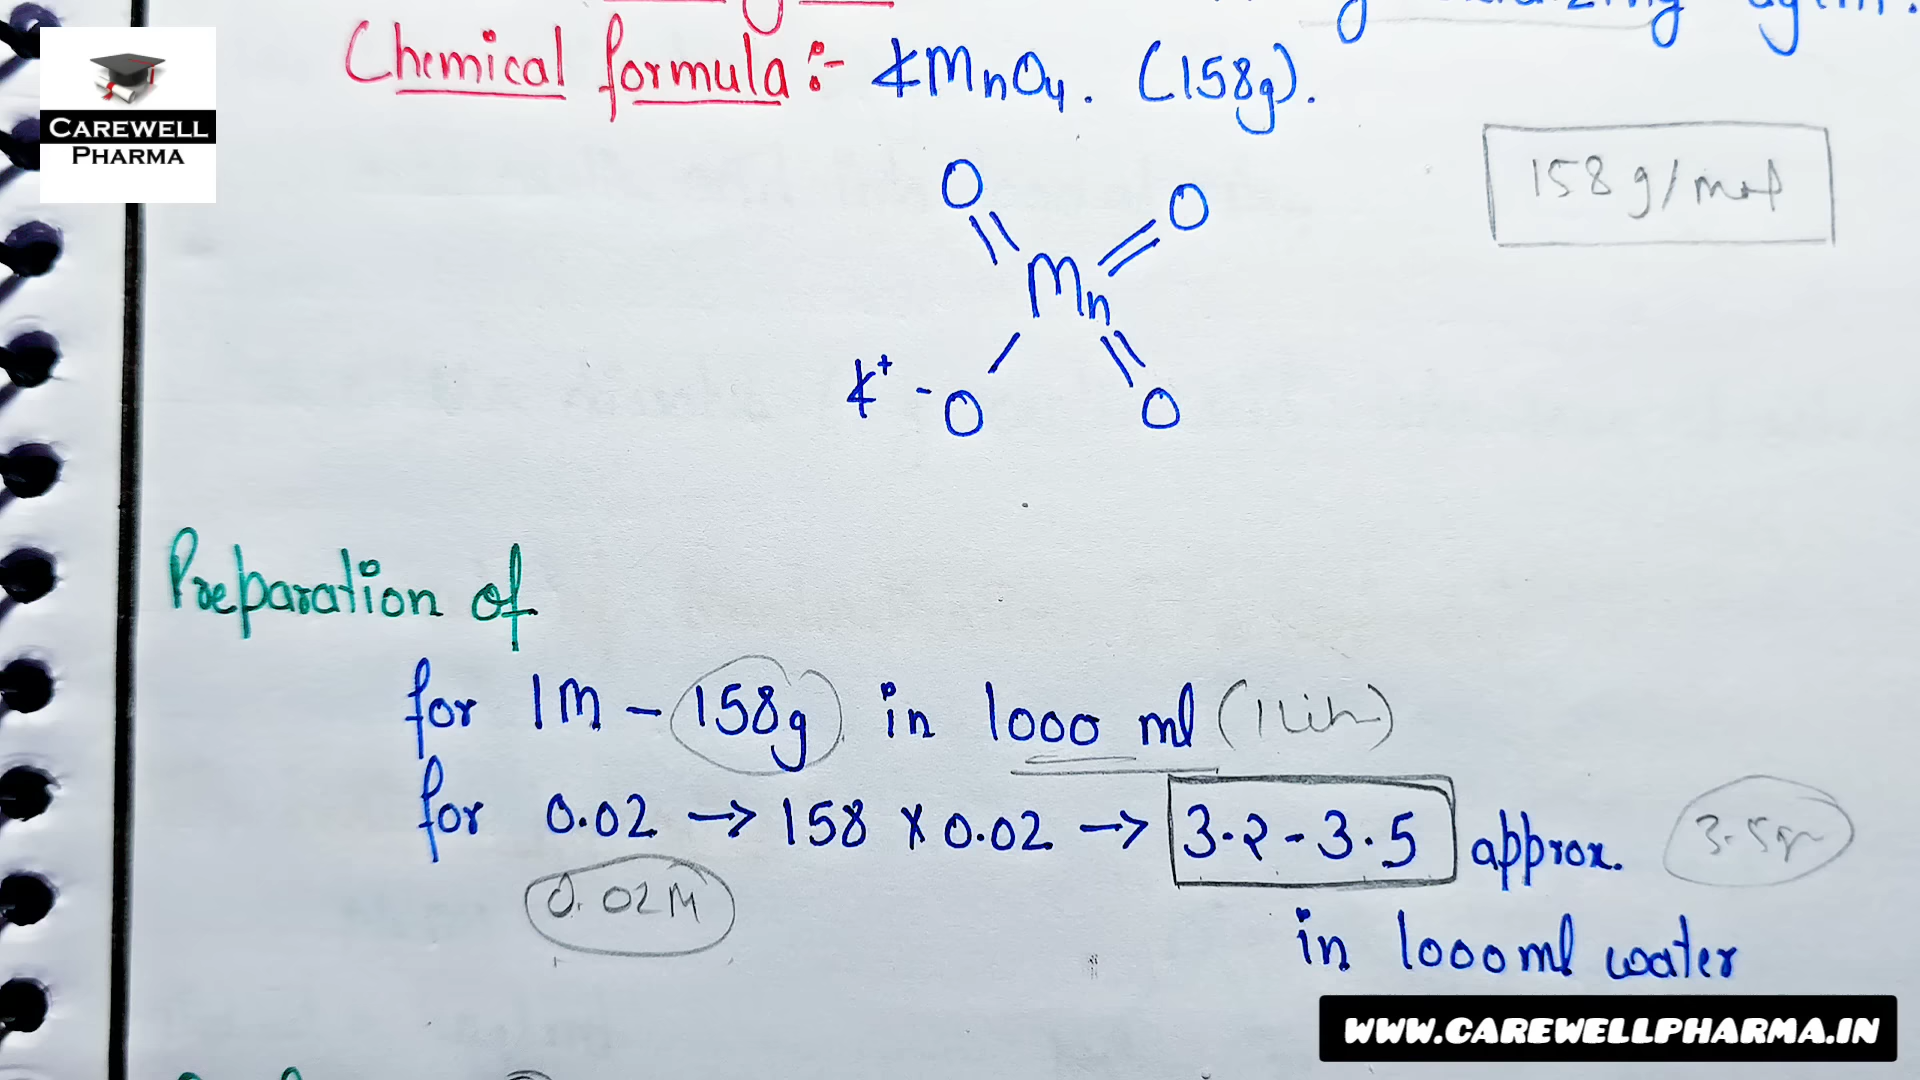 CAREWELL
PHARMA
Chemical formula :- KMnO4. (158g).
158 g/mol
O
O
Mn
K+ - O
O
Preparation of
for 1M - 158g in 1000 ml (1 litr)
for 0.02 → 158 x 0.02 → 3.2 - 3.5 approx. 3.5gm
0.02M
in 1000ml water
WWW.CAREWELLPHARMA.IN